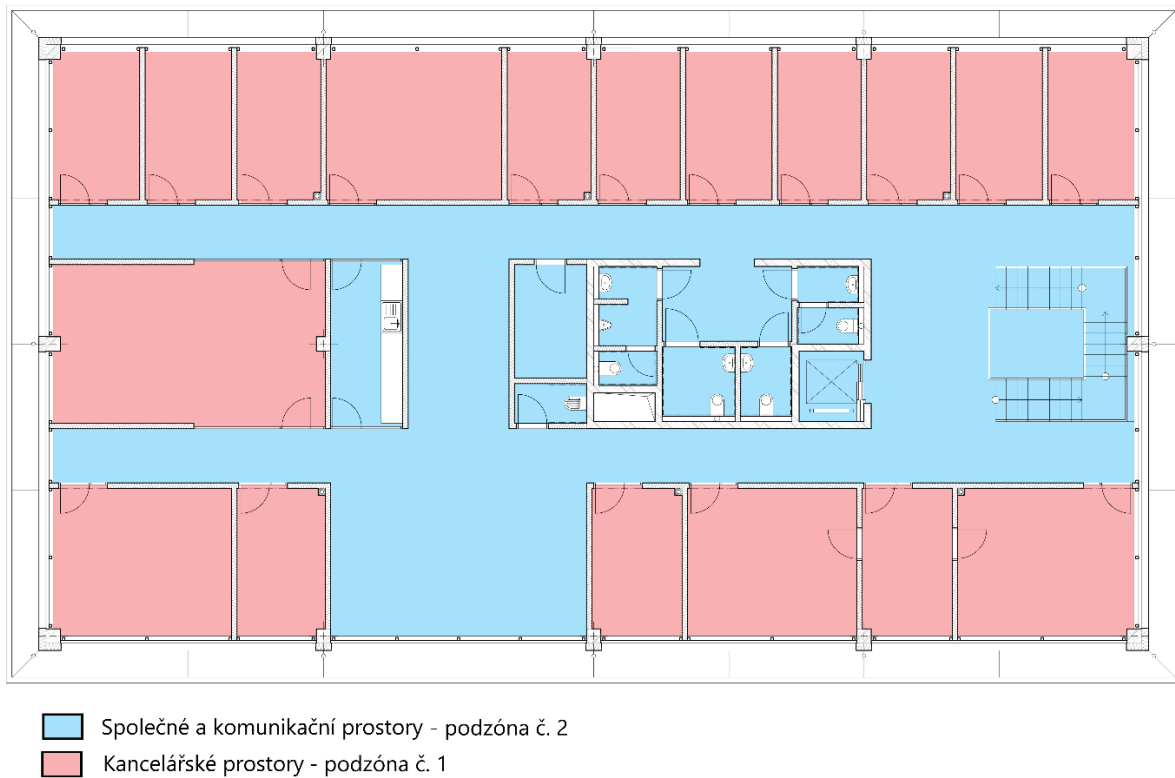 Společné a komunikační prostory - podzóna č. 2
Kancelářské prostory - podzóna č. 1